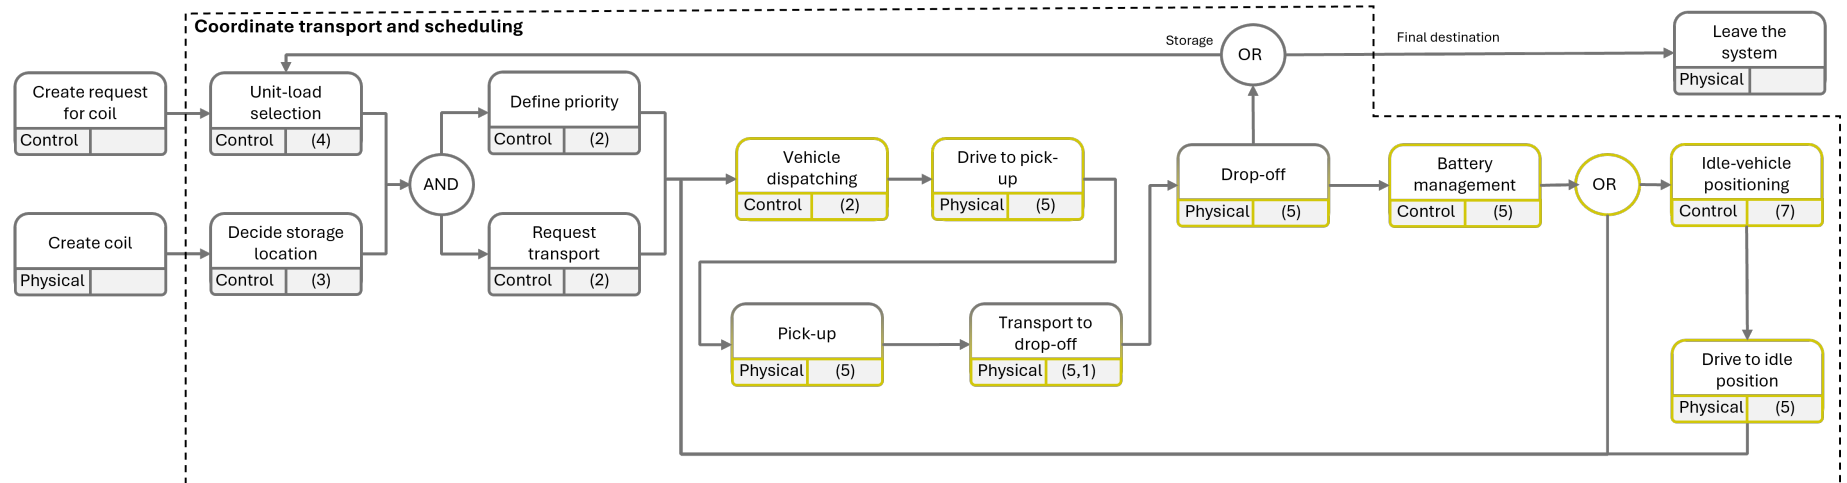 Coordinate transport and scheduling
Storage
OR
Final destination
Leave the
system
Physical
Create request
for coil
Control
Unit-load
selection
Control (4)
Define priority
Control (2)
AND
Create coil
Physical
Decide storage
location
Control (3)
Request
transport
Control (2)
Vehicle
dispatching
Control (2)
Drive to pick-
up
Physical (5)
Pick-up
Physical (5)
Transport to
drop-off
Physical (5,1)
Drop-off
Physical (5)
Battery
management
Control (5)
OR
Idle-vehicle
positioning
Control (7)
Drive to idle
position
Physical (5)